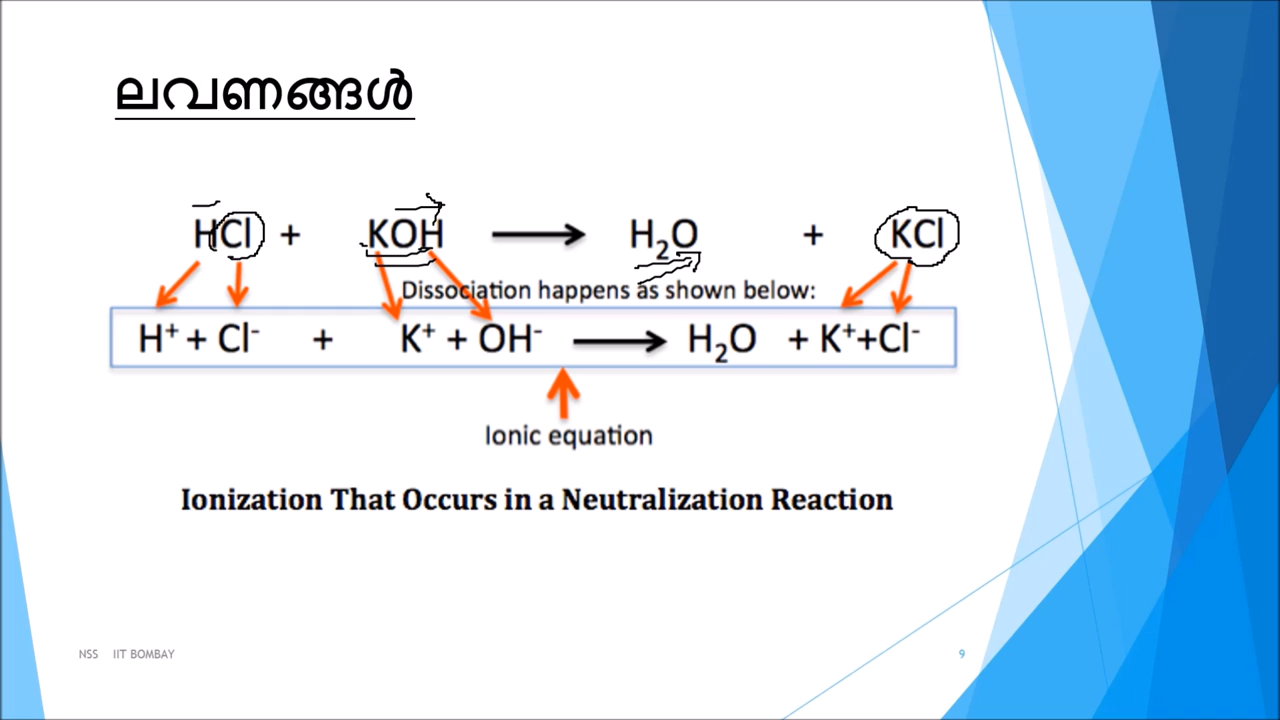 ലവണങ്ങൾ
HCl + KOH ⟶ H₂O + KCl
Dissociation happens as shown below:
H⁺ + Cl⁻ + K⁺ + OH⁻ ⟶ H₂O + K⁺+Cl⁻
Ionic equation
Ionization That Occurs in a Neutralization Reaction
NSS IIT BOMBAY 9